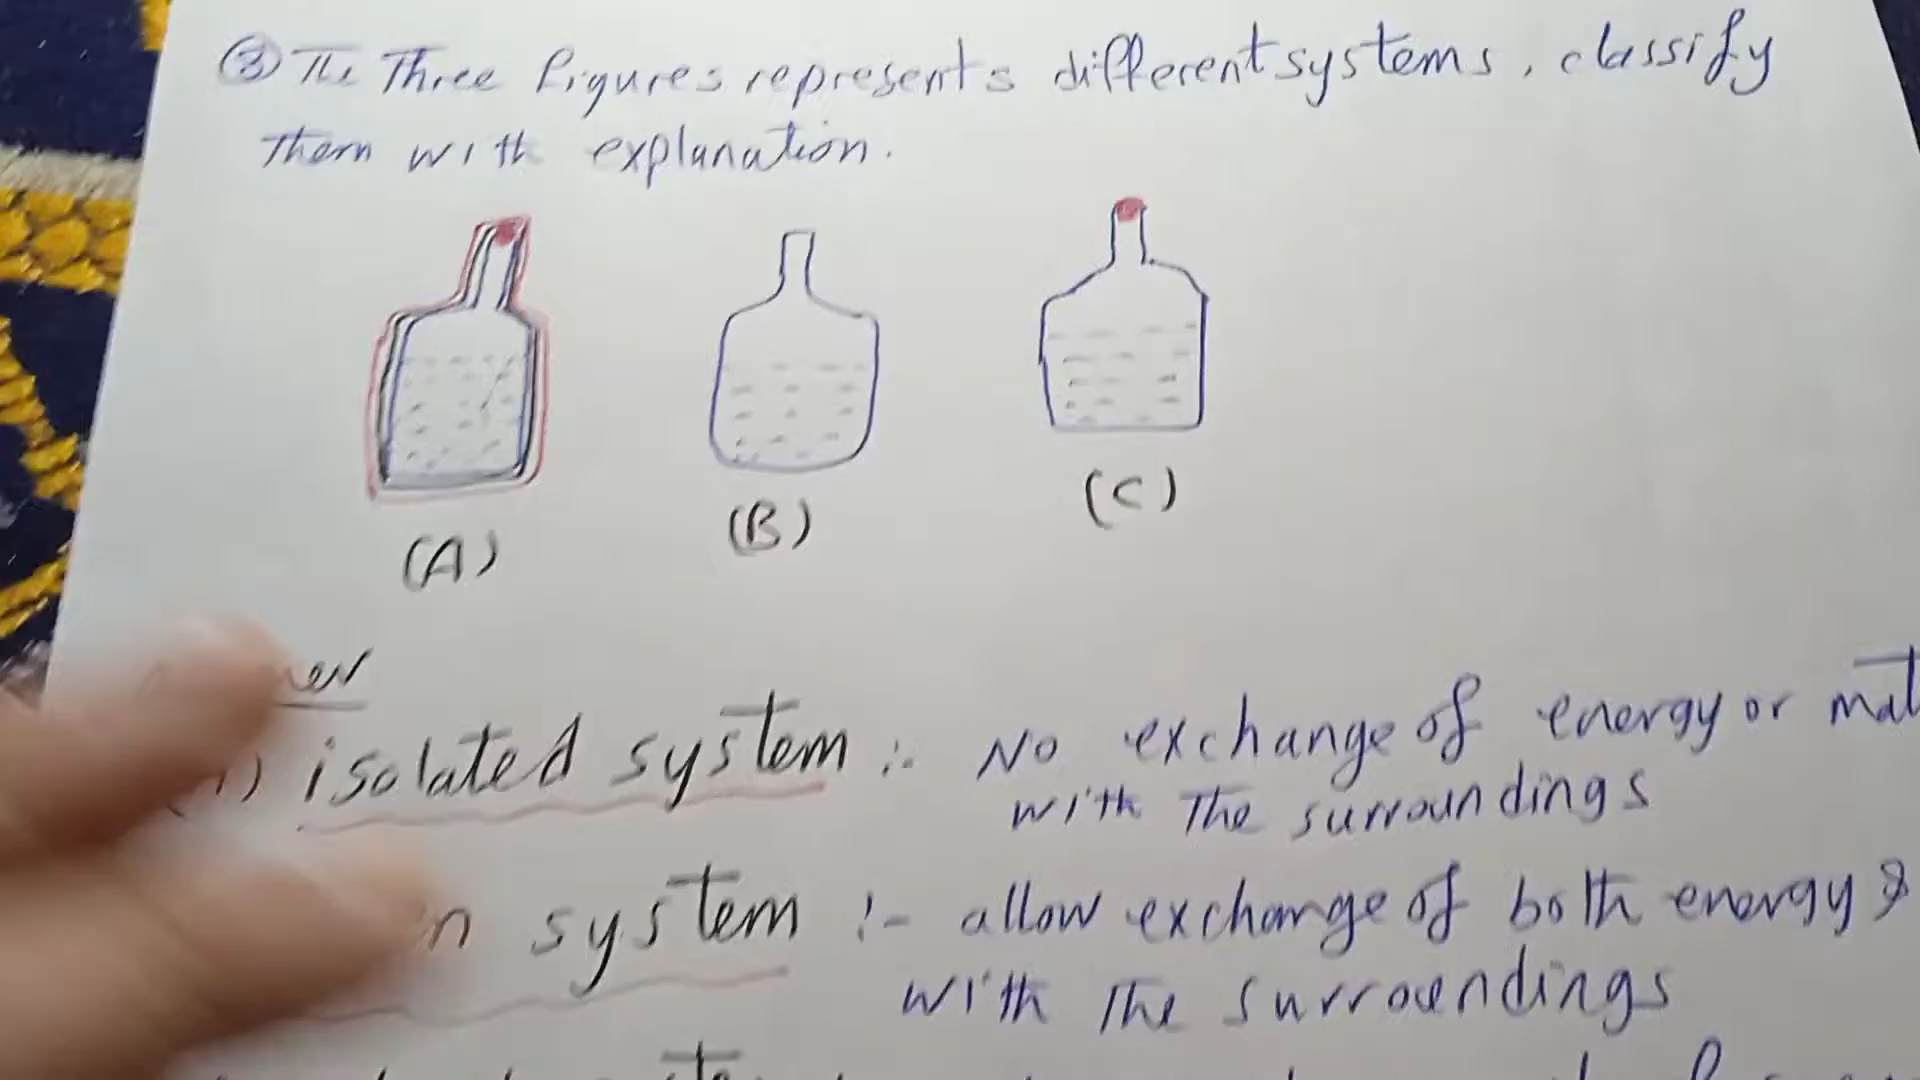 ③ The Three figures represents different systems, classify
them with explanation.
(A)
(B)
(C)
isolated system :- No exchange of energy or
with The surroundings
system :- allow exchange of both energy &
with The surroundings